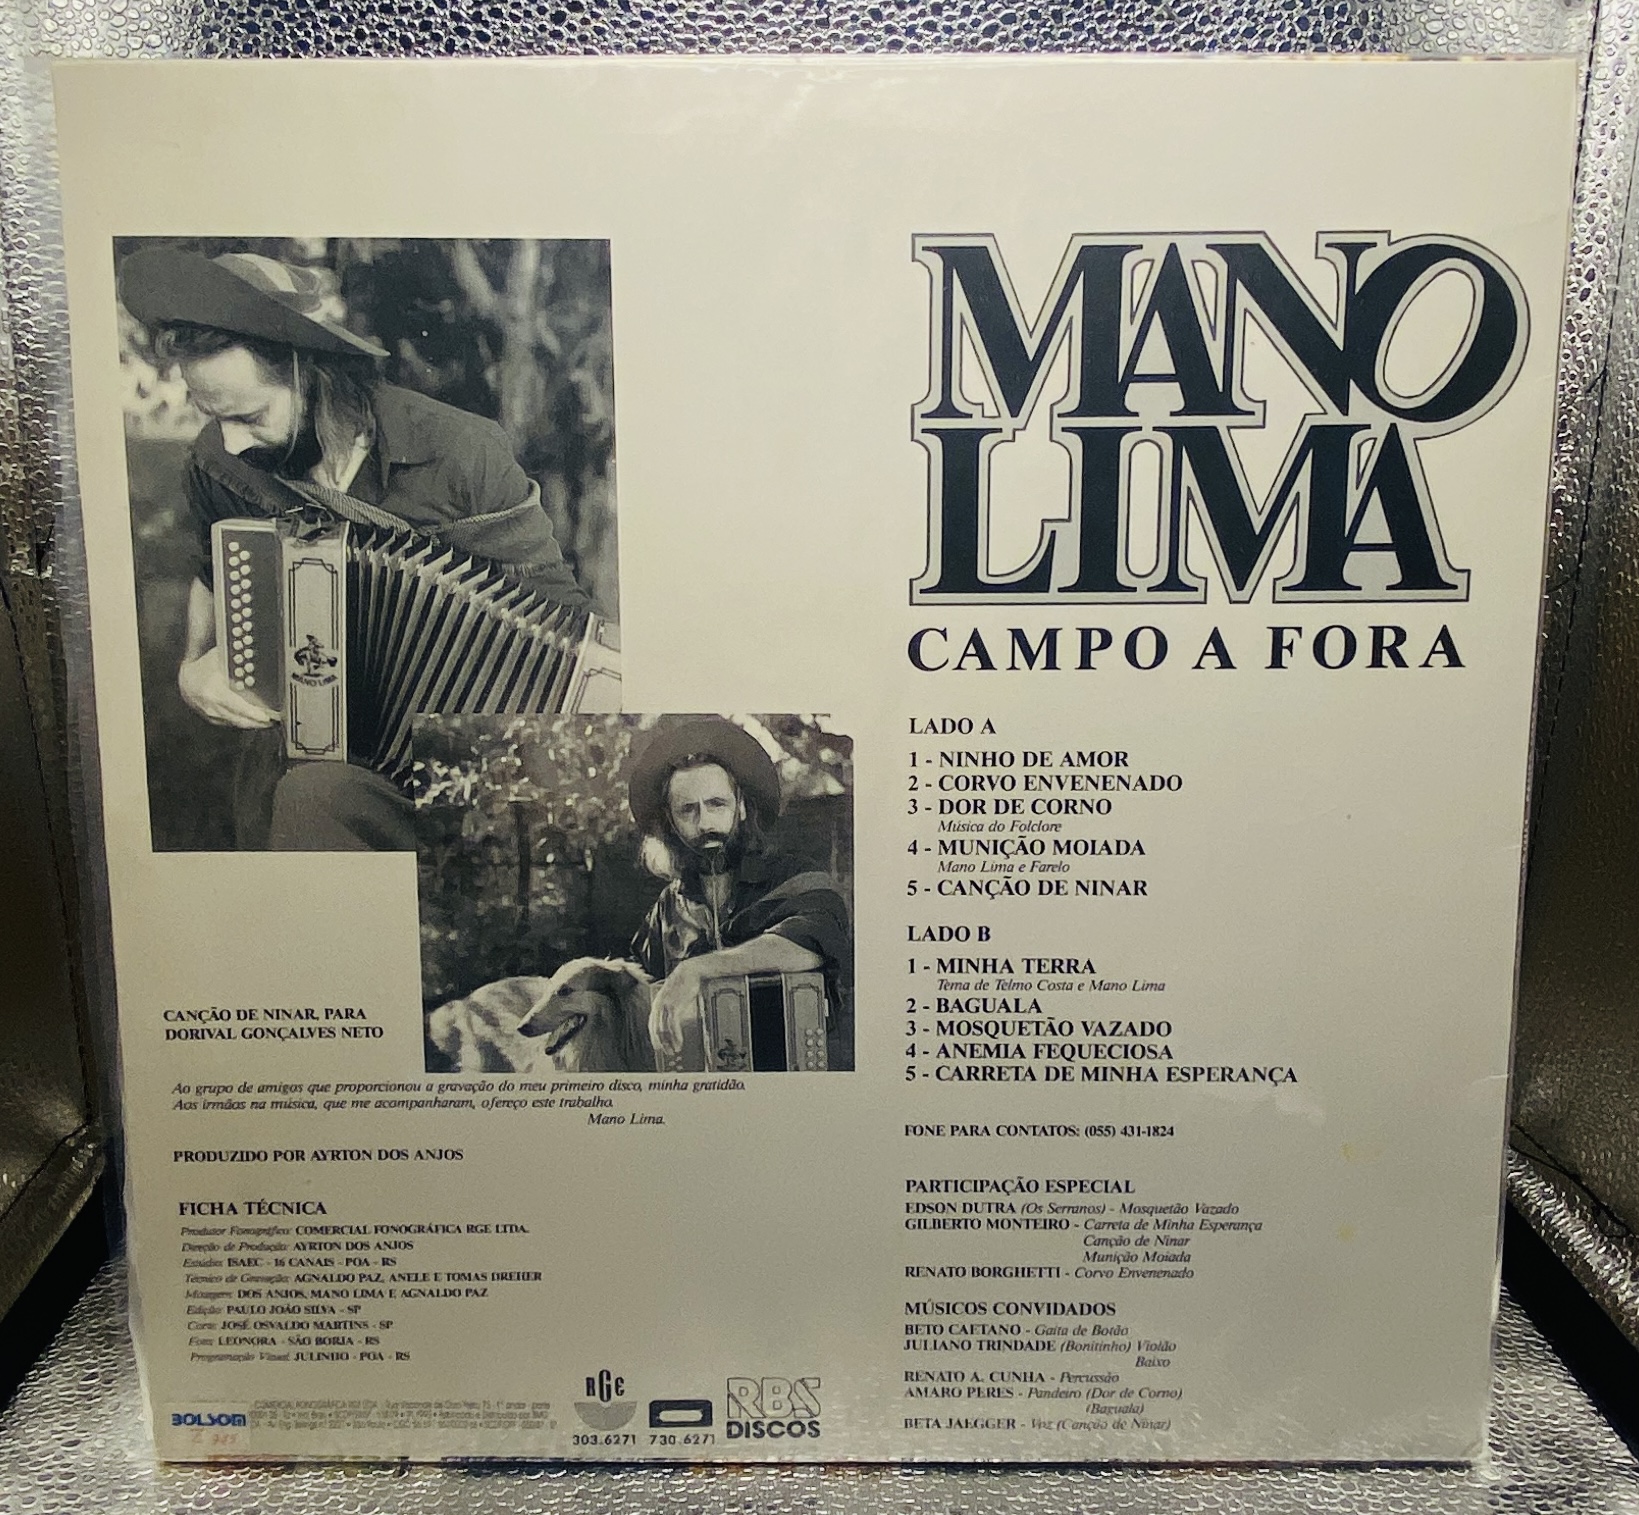 MANO
LIMA
CAMPO A FORA
LADO A
1 - NINHO DE AMOR
2 - CORVO ENVENENADO
3 - DOR DE CORNO
Música do Folclore
4 - MUNIÇÃO MOIADA
Mano Lima e Farelo
5 - CANÇÃO DE NINAR
LADO B
1 - MINHA TERRA
Tema de Telmo Costa e Mano Lima
2 - BAGUALA
3 - MOSQUETÃO VAZADO
4 - ANEMIA FEQUECIOSA
5 - CARRETA DE MINHA ESPERANÇA
FONE PARA CONTATOS: (055) 431-1824
PARTICIPAÇÃO ESPECIAL
EDSON DUTRA (Os Serranos) - Mosquetão Vazado
GILBERTO MONTEIRO - Carreta de Minha Esperança
Canção de Ninar
Munição Moiada
RENATO BORGHETTI - Corvo Envenenado
MÚSICOS CONVIDADOS
BETO CAETANO - Gaita de Botão
JULIANO TRINDADE (Bonitinho) Violão
Baixo
RENATO A. CUNHA - Percussão
AMARO PERES - Pandeiro (Dor de Corno)
(Baguala)
BETA JAEGGER - Voz (Canção de Ninar)
MANO LIMA
CANÇÃO DE NINAR, PARA
DORIVAL GONÇALVES NETO
Ao grupo de amigos que proporcionou a gravação do meu primeiro disco, minha gratidão.
Aos irmãos na música, que me acompanharam, ofereço este trabalho.
Mano Lima.
PRODUZIDO POR AYRTON DOS ANJOS
FICHA TÉCNICA
Produtor Fonográfico: COMERCIAL FONOGRÁFICA RGE LTDA.
Direção de Produção: AYRTON DOS ANJOS
Estúdio: ISAEC - 16 CANAIS - POA - RS
Técnico de Gravação: AGNALDO PAZ, ANELE E TOMAS DREHER
Mixagem: DOS ANJOS, MANO LIMA E AGNALDO PAZ
Edição: PAULO JOÃO SILVA - SP
Corte: JOSÉ OSVALDO MARTINS - SP
Foto: LEONORA - SÃO BORJA - RS
Programação Visual: JULINHO - POA - RS
BOLSOM
RGE
303.6271
730.6271
RBS
DISCOS